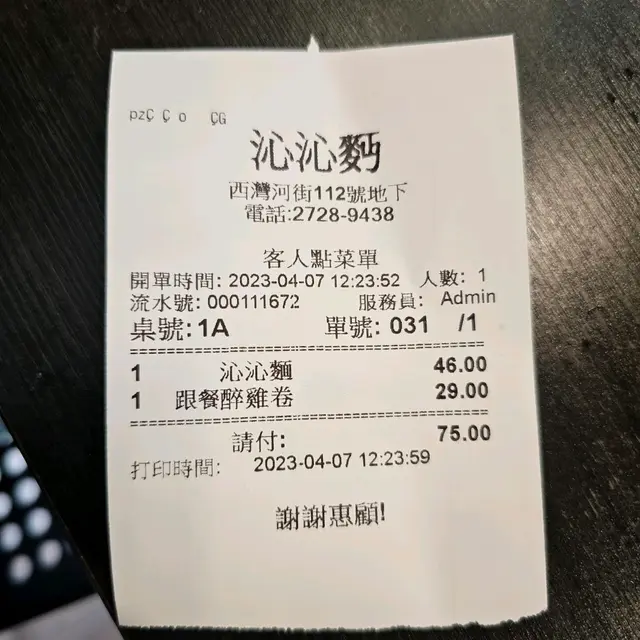 pzÇ Ç o ÇG
沁沁麪
西灣河街112號地下
電話:2728-9438
客人點菜單
開單時間: 2023-04-07 12:23:52 人數: 1
流水號: 000111672 服務員: Admin
桌號: 1A 單號: 031 /1
1 沁沁麵 46.00
1 跟餐醉雞卷 29.00
請付: 75.00
打印時間: 2023-04-07 12:23:59
謝謝惠顧!